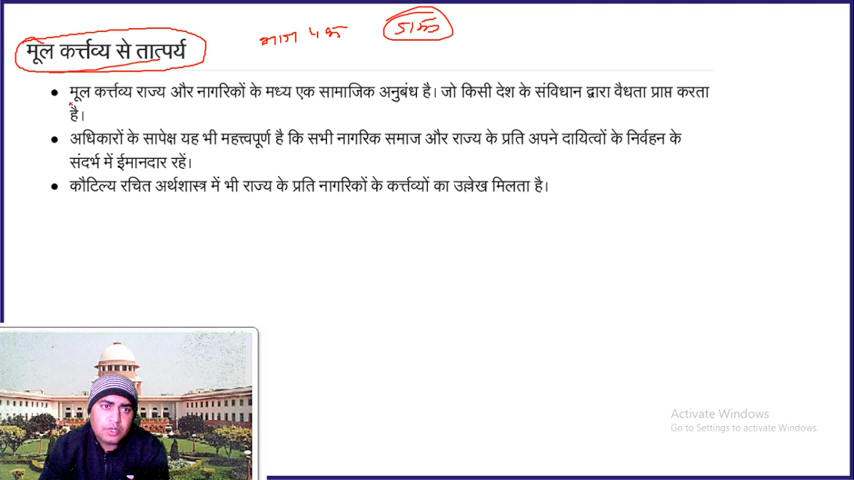 मूल कर्त्तव्य से तात्पर्य
भाग 4 क
51क
• मूल कर्त्तव्य राज्य और नागरिकों के मध्य एक सामाजिक अनुबंध है। जो किसी देश के संविधान द्वारा वैधता प्राप्त करता
है।
• अधिकारों के सापेक्ष यह भी महत्त्वपूर्ण है कि सभी नागरिक समाज और राज्य के प्रति अपने दायित्वों के निर्वहन के
संदर्भ में ईमानदार रहें।
• कौटिल्य रचित अर्थशास्त्र में भी राज्य के प्रति नागरिकों के कर्त्तव्यों का उल्लेख मिलता है।
Activate Windows
Go to Settings to activate Windows.